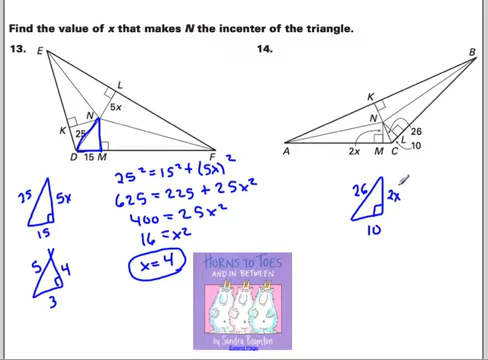 Find the value of x that makes N the incenter of the triangle.
13.
E
L
N
5x
K
25
D 15 M
F
25² = 15² + (5x)²
625 = 225 + 25x²
400 = 25x²
16 = x²
x = 4
25
5x
15
5
4
3
14.
B
K
N
26
A
2x
M C
L
10
26
2x
10
HORNS TO TOES
AND IN BETWEEN
by Sandra Boynton
Extend Page